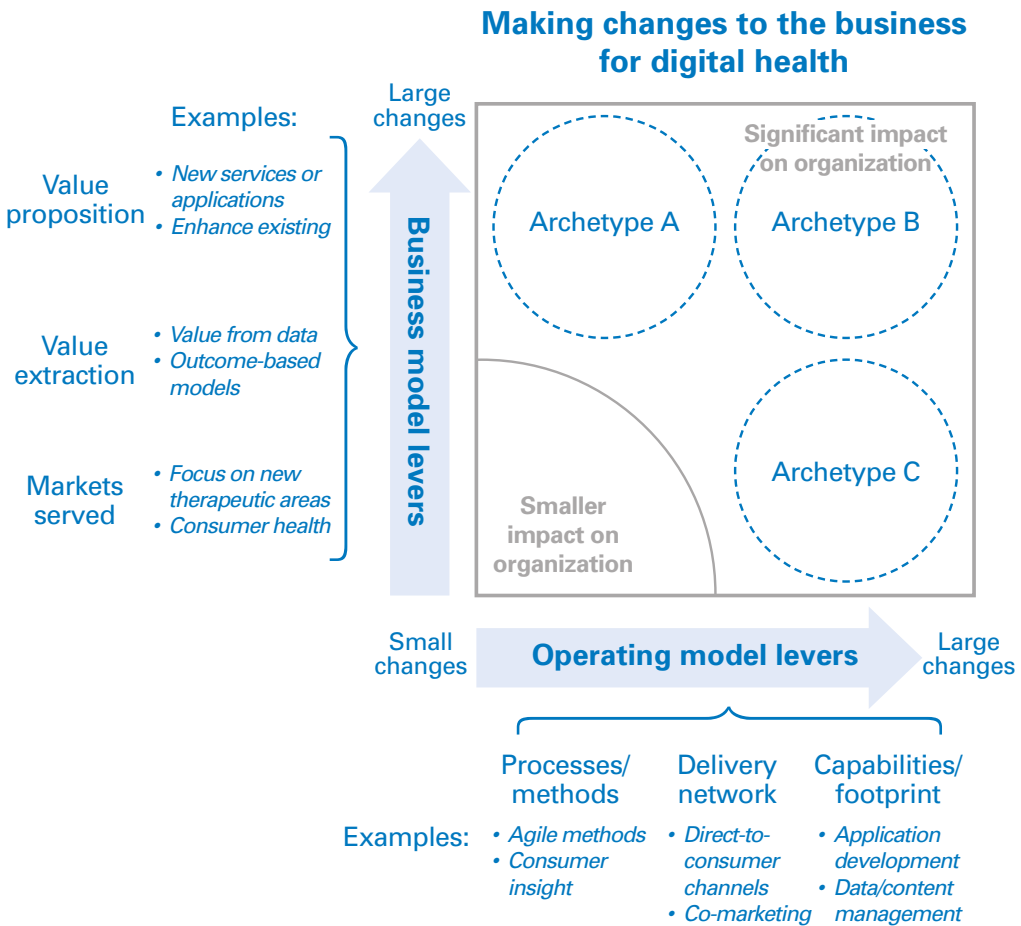 Making changes to the business
for digital health
Large
changes
Examples:
Value
proposition
• New services or
applications
• Enhance existing
Value
extraction
• Value from data
• Outcome-based
models
Markets
served
• Focus on new
therapeutic areas
• Consumer health
Business model levers
Significant impact
on organization
Archetype A
Archetype B
Archetype C
Smaller
impact on
organization
Small
changes
Operating model levers
Large
changes
Processes/
methods
Delivery
network
Capabilities/
footprint
Examples:
• Agile methods
• Consumer
insight
• Direct-to-
consumer
channels
• Co-marketing
• Application
development
• Data/content
management